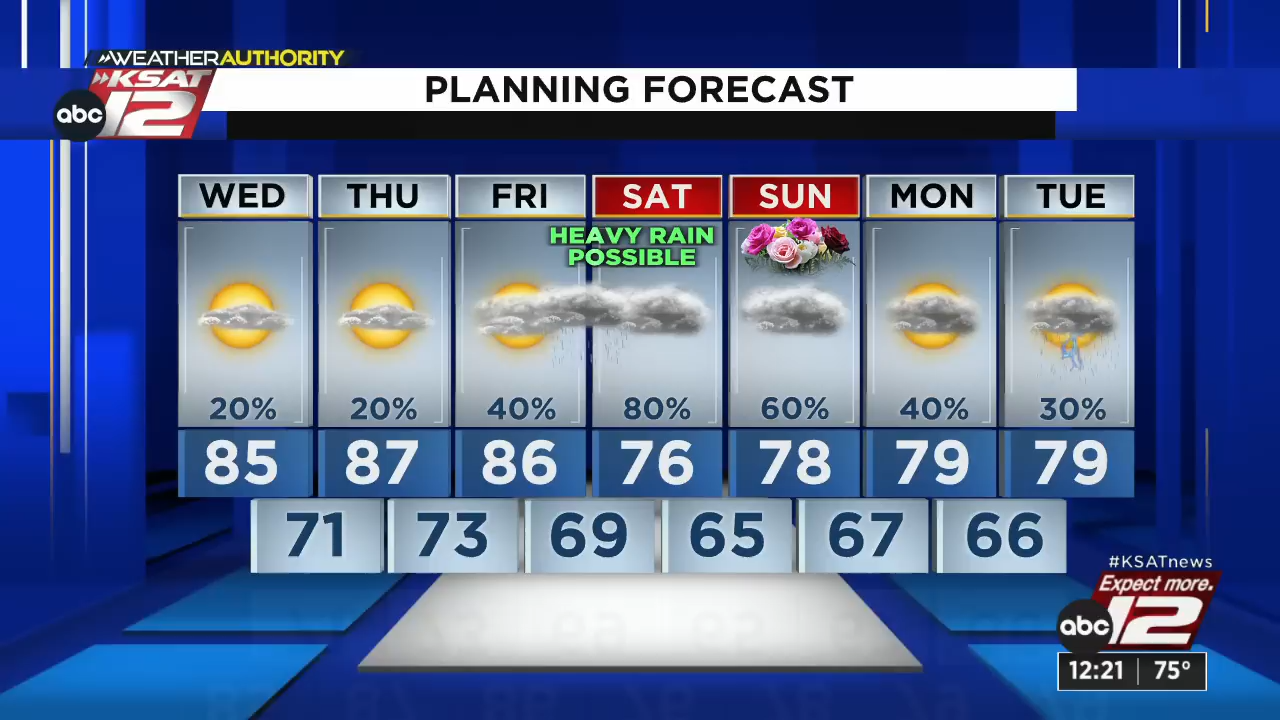 WEATHER AUTHORITY
KSAT
abc 12
PLANNING FORECAST
WED THU FRI SAT SUN MON TUE
HEAVY RAIN
POSSIBLE
20% 20% 40% 80% 60% 40% 30%
85 87 86 76 78 79 79
71 73 69 65 67 66
#KSATnews
Expect more.
abc 12
12:21 75°